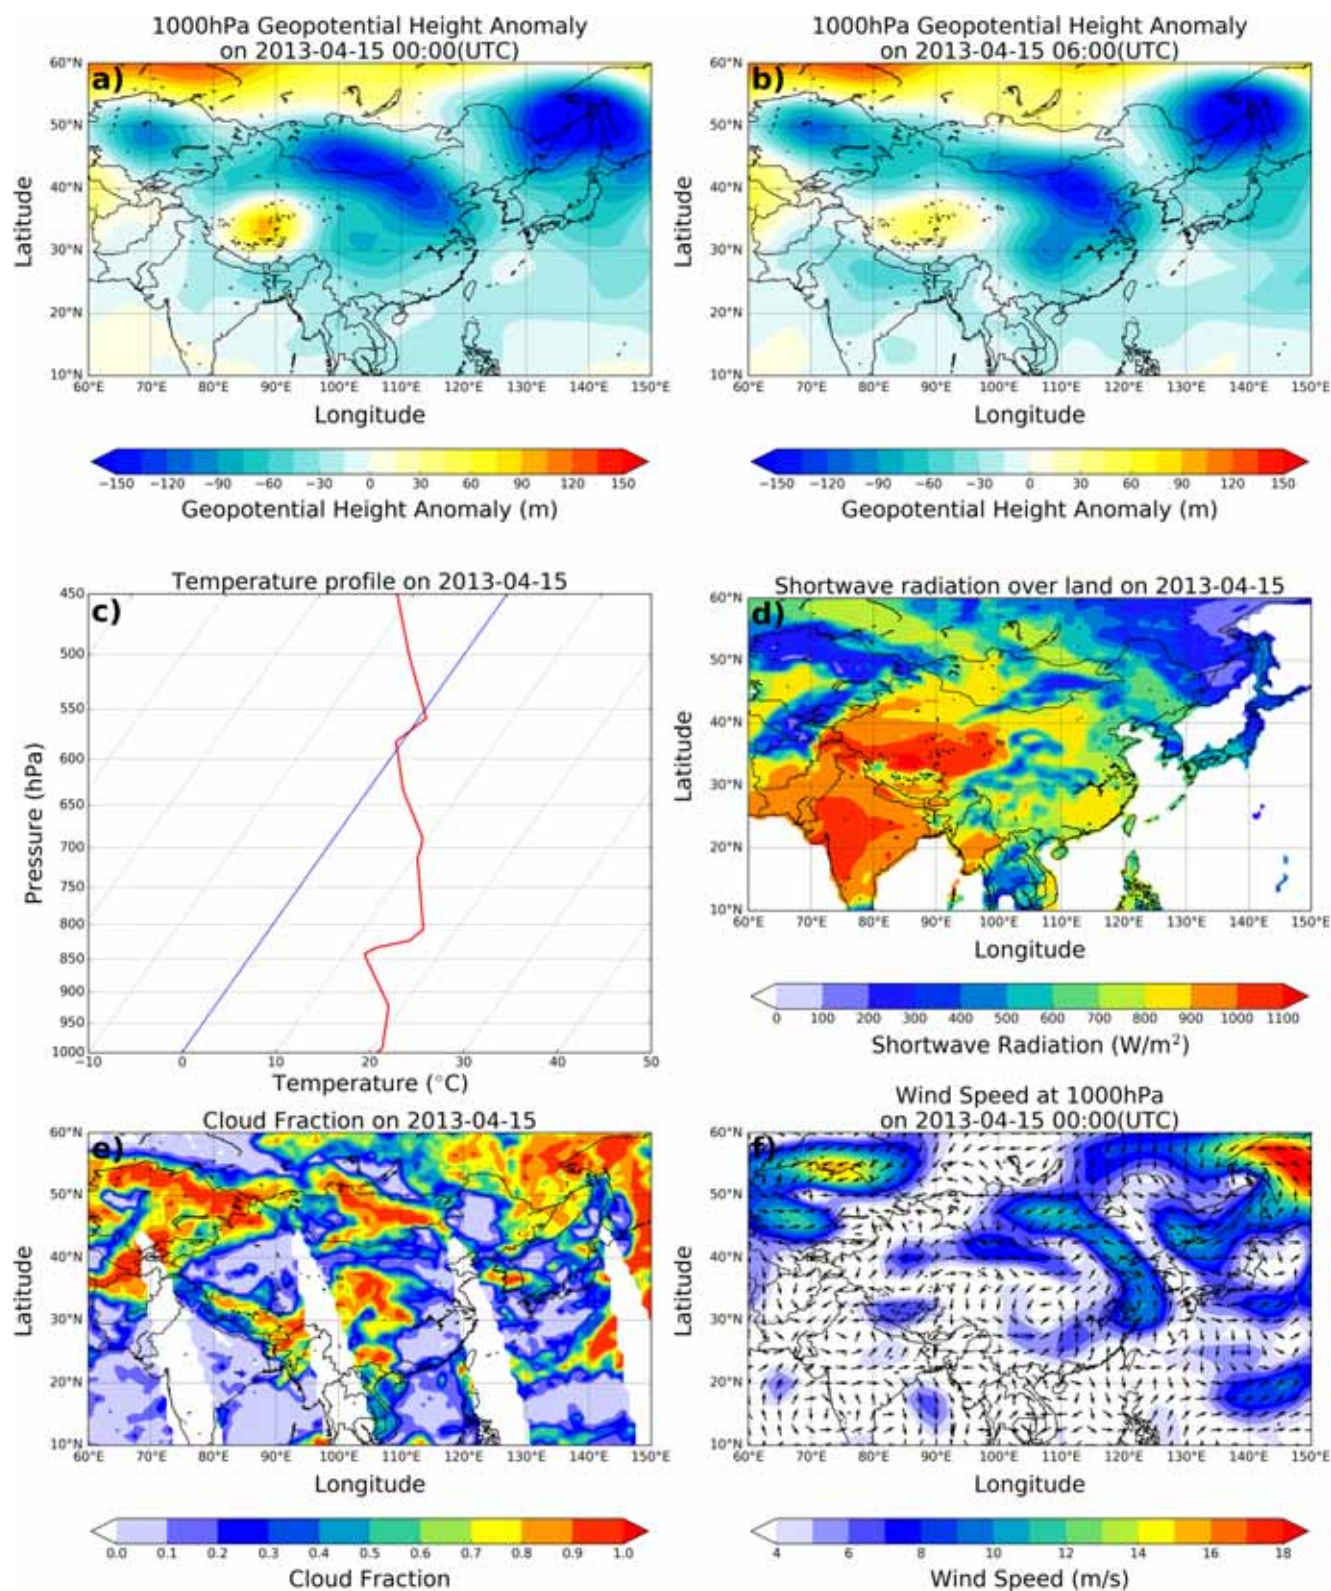 1000hPa Geopotential Height Anomaly
on 2013-04-15 00:00(UTC)
a)
60°N
50°N
40°N
30°N
20°N
10°N
Latitude
60°E 70°E 80°E 90°E 100°E 110°E 120°E 130°E 140°E 150°E
Longitude
−150 −120 −90 −60 −30 0 30 60 90 120 150
Geopotential Height Anomaly (m)
1000hPa Geopotential Height Anomaly
on 2013-04-15 06:00(UTC)
b)
60°N
50°N
40°N
30°N
20°N
10°N
Latitude
60°E 70°E 80°E 90°E 100°E 110°E 120°E 130°E 140°E 150°E
Longitude
−150 −120 −90 −60 −30 0 30 60 90 120 150
Geopotential Height Anomaly (m)
Temperature profile on 2013-04-15
c)
450
500
550
600
650
700
750
800
850
900
950
1000
Pressure (hPa)
−10 0 10 20 30 40 50
Temperature (°C)
Shortwave radiation over land on 2013-04-15
d)
60°N
50°N
40°N
30°N
20°N
10°N
Latitude
60°E 70°E 80°E 90°E 100°E 110°E 120°E 130°E 140°E 150°E
Longitude
0 100 200 300 400 500 600 700 800 900 1000 1100
Shortwave Radiation (W/m²)
Cloud Fraction on 2013-04-15
e)
60°N
50°N
40°N
30°N
20°N
10°N
Latitude
60°E 70°E 80°E 90°E 100°E 110°E 120°E 130°E 140°E 150°E
Longitude
0.0 0.1 0.2 0.3 0.4 0.5 0.6 0.7 0.8 0.9 1.0
Cloud Fraction
Wind Speed at 1000hPa
on 2013-04-15 00:00(UTC)
f)
60°N
50°N
40°N
30°N
20°N
10°N
Latitude
60°E 70°E 80°E 90°E 100°E 110°E 120°E 130°E 140°E 150°E
Longitude
4 6 8 10 12 14 16 18
Wind Speed (m/s)